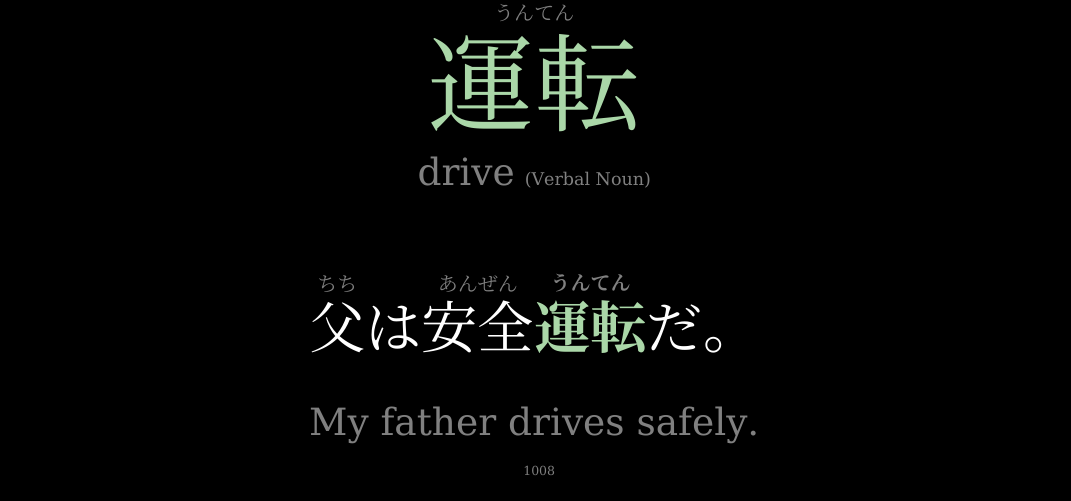 うんてん
運転
drive (Verbal Noun)
ちち あんぜん うんてん
父は安全運転だ。
My father drives safely.
1008